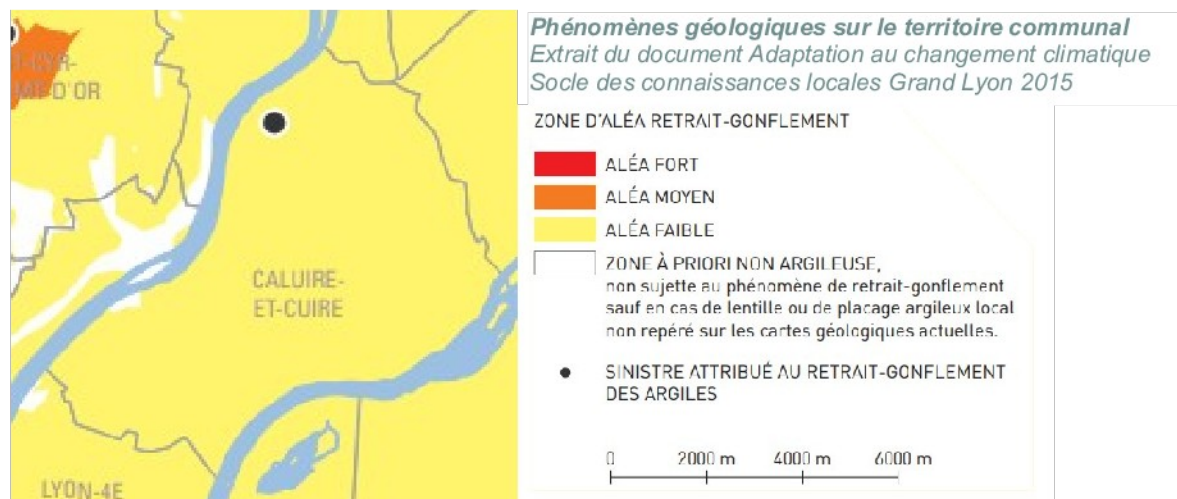 Phénomènes géologiques sur le territoire communal
Extrait du document Adaptation au changement climatique
Socle des connaissances locales Grand Lyon 2015
ZONE D'ALÉA RETRAIT-GONFLEMENT
ALÉA FORT
ALÉA MOYEN
ALÉA FAIBLE
ZONE À PRIORI NON ARGILEUSE,
non sujette au phénomène de retrait-gonflement
sauf en cas de lentille ou de placage argileux local
non repéré sur les cartes géologiques actuelles.
SINISTRE ATTRIBUÉ AU RETRAIT-GONFLEMENT
DES ARGILES
0 2000 m 4000 m 6000 m
T-CYR-
MT-D'OR
CALUIRE-
ET-CUIRE
LYON-4E